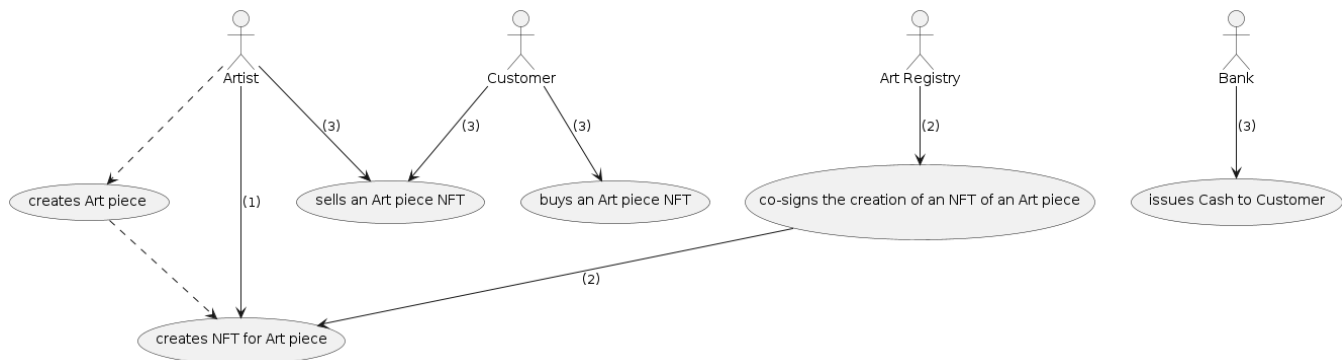 Artist
Customer
Art Registry
Bank
(3)
(3)
(3)
(2)
(3)
creates Art piece
(1)
sells an Art piece NFT
buys an Art piece NFT
co-signs the creation of an NFT of an Art piece
issues Cash to Customer
(2)
creates NFT for Art piece